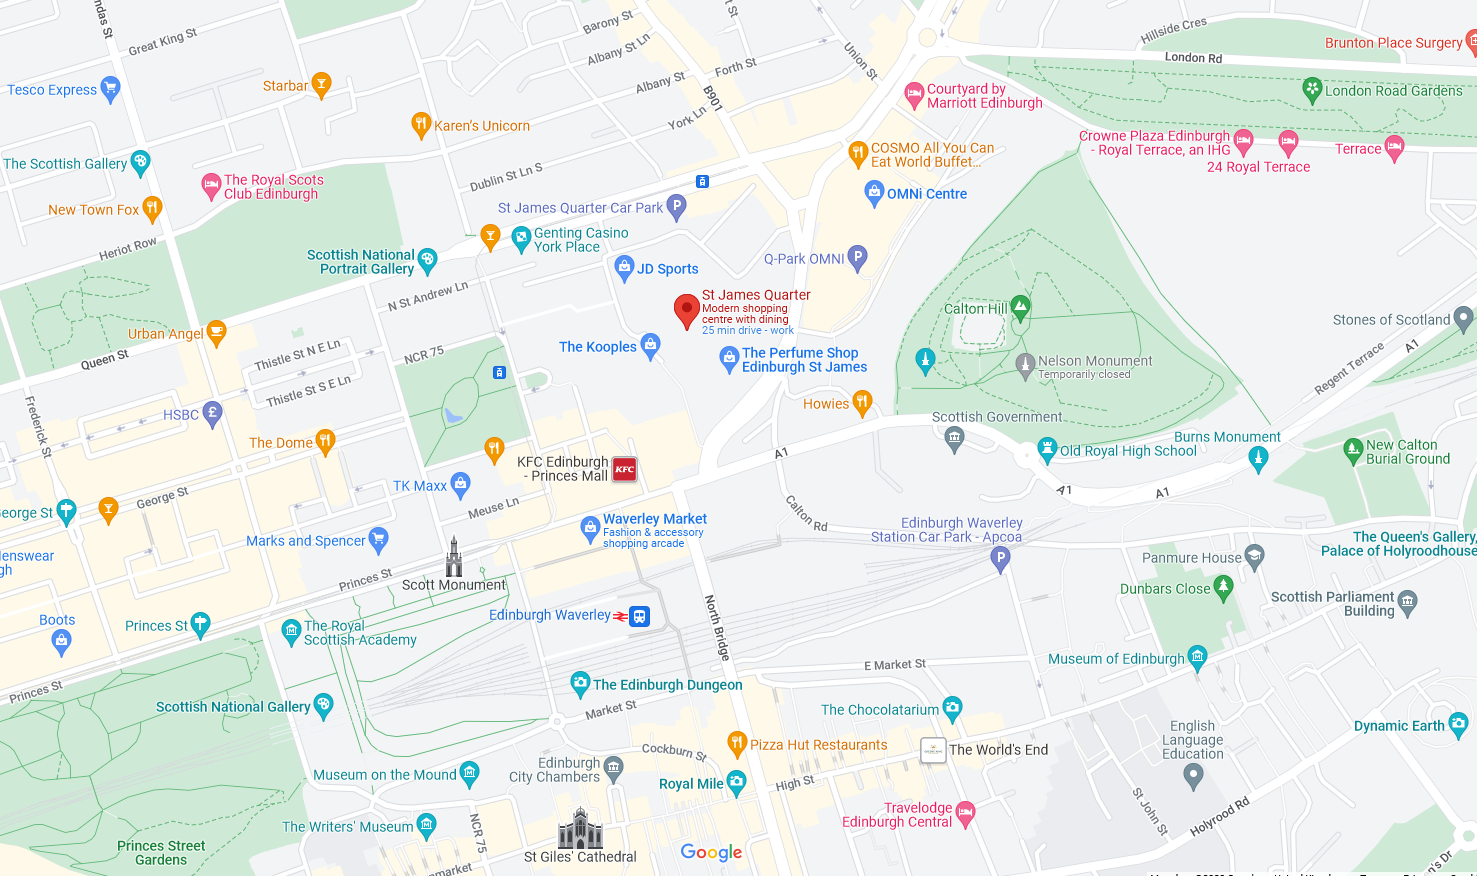 Great King St
Barony St
Albany St Ln
Albany St
Forth St
Union St
Hillside Cres
London Rd
Brunton Place Surgery
Tesco Express
Starbar
B901
York Ln
Courtyard by
Marriott Edinburgh
London Road Gardens
Karen's Unicorn
The Scottish Gallery
The Royal Scots
Club Edinburgh
Dublin St Ln S
COSMO All You Can
Eat World Buffet...
Crowne Plaza Edinburgh
- Royal Terrace, an IHG
24 Royal Terrace
Terrace
New Town Fox
St James Quarter Car Park
P
OMNi Centre
Heriot Row
Scottish National
Portrait Gallery
Genting Casino
York Place
JD Sports
Q-Park OMNI
P
N St Andrew Ln
St James Quarter
Modern shopping
centre with dining
25 min drive - work
Calton Hill
Stones of Scotland
A1
Urban Angel
Queen St
Thistle St N E Ln
Thistle St S E Ln
NCR 75
The Kooples
The Perfume Shop
Edinburgh St James
Nelson Monument
Temporarily closed
Regent Terrace
Frederick St
HSBC
£
The Dome
Howies
Scottish Government
Old Royal High School
Burns Monument
New Calton
Burial Ground
KFC Edinburgh
- Princes Mall
KFC
A1
A1
A1
TK Maxx
George St
George St
Meuse Ln
Calton Rd
Waverley Market
Fashion & accessory
shopping arcade
Edinburgh Waverley
Station Car Park - Apcoa
P
Marks and Spencer
Scott Monument
Princes St
Panmure House
The Queen's Gallery,
Palace of Holyroodhouse
Dunbars Close
Scottish Parliament
Building
Boots
Princes St
The Royal
Scottish Academy
Edinburgh Waverley
North Bridge
E Market St
Museum of Edinburgh
Princes St
Scottish National Gallery
The Edinburgh Dungeon
Market St
The Chocolatarium
English
Language
Education
Dynamic Earth
Cockburn St
Pizza Hut Restaurants
The World's End
Museum on the Mound
Edinburgh
City Chambers
Royal Mile
High St
St John St
Holyrood Rd
The Writers' Museum
NCR 75
St Giles' Cathedral
Travelodge
Edinburgh Central
Princes Street
Gardens
Google